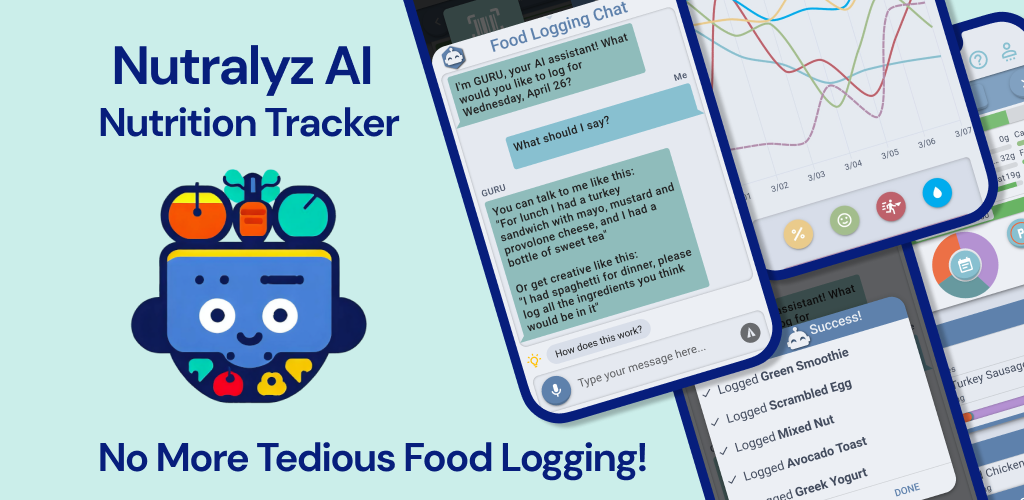 Nutralyz AI
Nutrition Tracker
No More Tedious Food Logging!
Food Logging Chat
I'm GURU, your AI assistant! What
would you like to log for
Wednesday, April 26?
Me
What should I say?
GURU
You can talk to me like this:
"For lunch I had a turkey
sandwich with mayo, mustard and
provolone cheese, and I had a
bottle of sweet tea"
Or get creative like this:
"I had spaghetti for dinner, please
log all the ingredients you think
would be in it"
How does this work?
Type your message here...
3/02
3/03
3/04
3/05
3/06
3/07
%
assistant! What
Success!
✓ Logged Green Smoothie
✓ Logged Scrambled Egg
✓ Logged Mixed Nut
✓ Logged Avocado Toast
Logged Greek Yogurt
DONE
?
0g
32g
19g
Turkey Sausage
Chicken